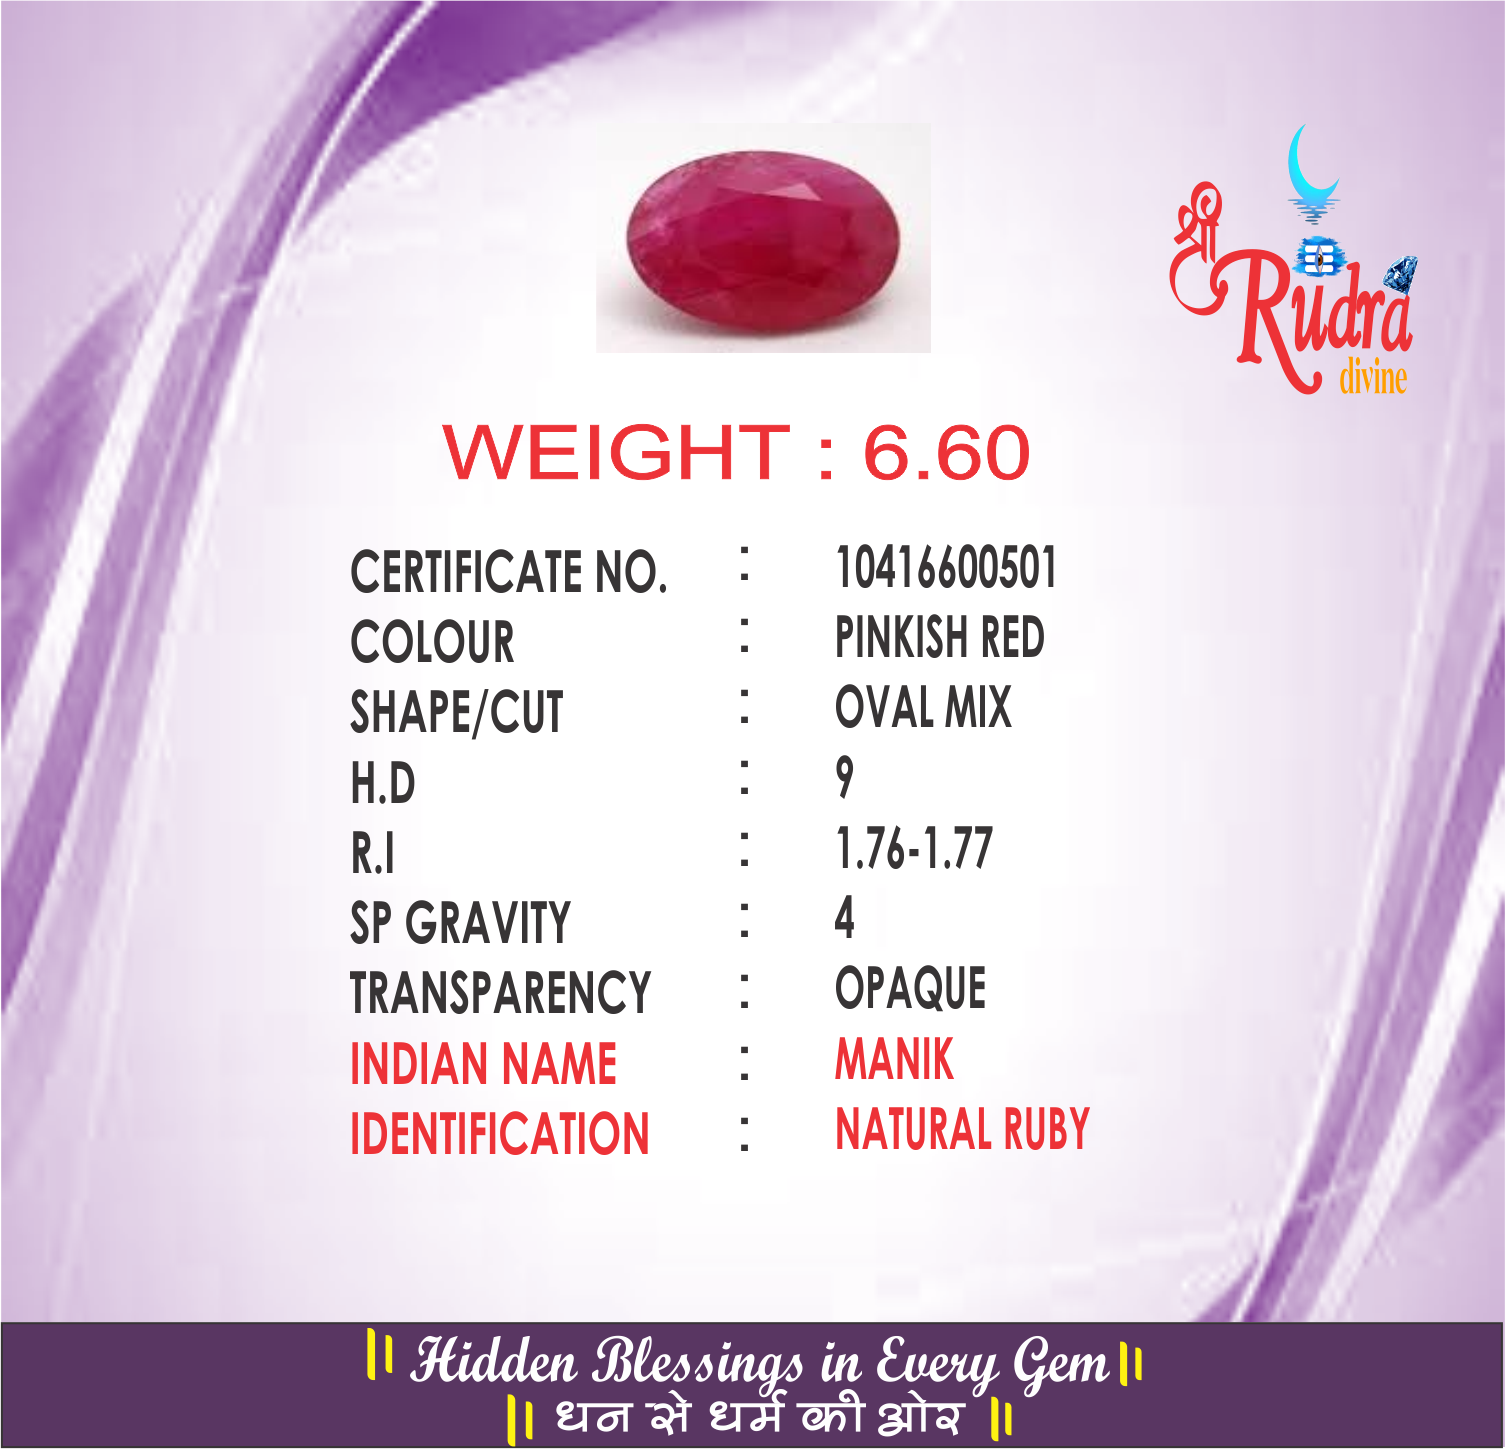 श्री
Rudra
divine
WEIGHT : 6.60
CERTIFICATE NO. : 10416600501
COLOUR : PINKISH RED
SHAPE/CUT : OVAL MIX
H.D : 9
R.I : 1.76-1.77
SP GRAVITY : 4
TRANSPARENCY : OPAQUE
INDIAN NAME : MANIK
IDENTIFICATION : NATURAL RUBY
|| Hidden Blessings in Every Gem ||
|| धन से धर्म की ओर ||